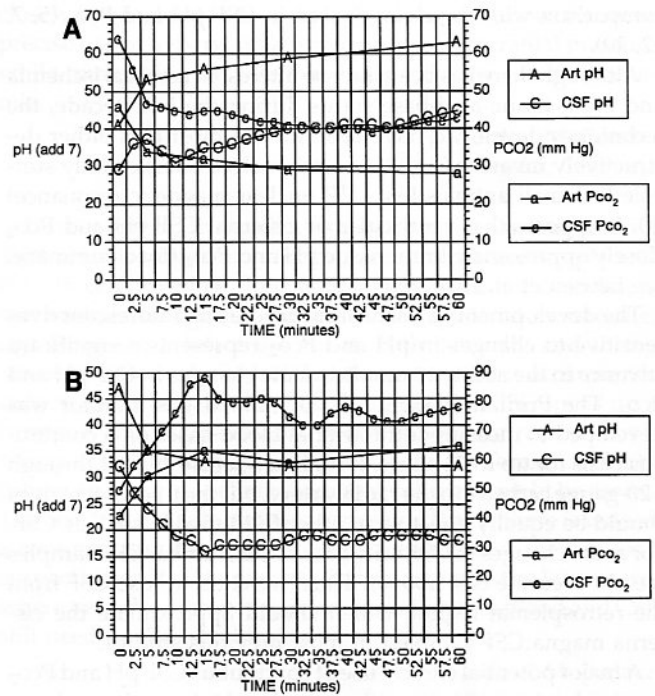 A
70 70
60 60
50 50
40 40
30 30
20 20
10 10
0 0
pH (add 7)
PCO2 (mm Hg)
0 2.5 5 7.5 10 12.5 15 17.5 20 22.5 25 27.5 30 32.5 35 37.5 40 42.5 45 47.5 50 52.5 55 57.5 60
TIME (minutes)
A Art pH
C CSF pH
a Art Pco2
c CSF Pco2
B
50 90
45 80
40 70
35 60
30 50
25 40
20 30
15 20
10 10
5
0 0
pH (add 7)
PCO2 (mm Hg)
0 2.5 5 7.5 10 12.5 15 17.5 20 22.5 25 27.5 30 32.5 35 37.5 40 42.5 45 47.5 50 52.5 55 57.5 60
TIME (minutes)
A Art pH
C CSF pH
a Art Pco2
c CSF Pco2